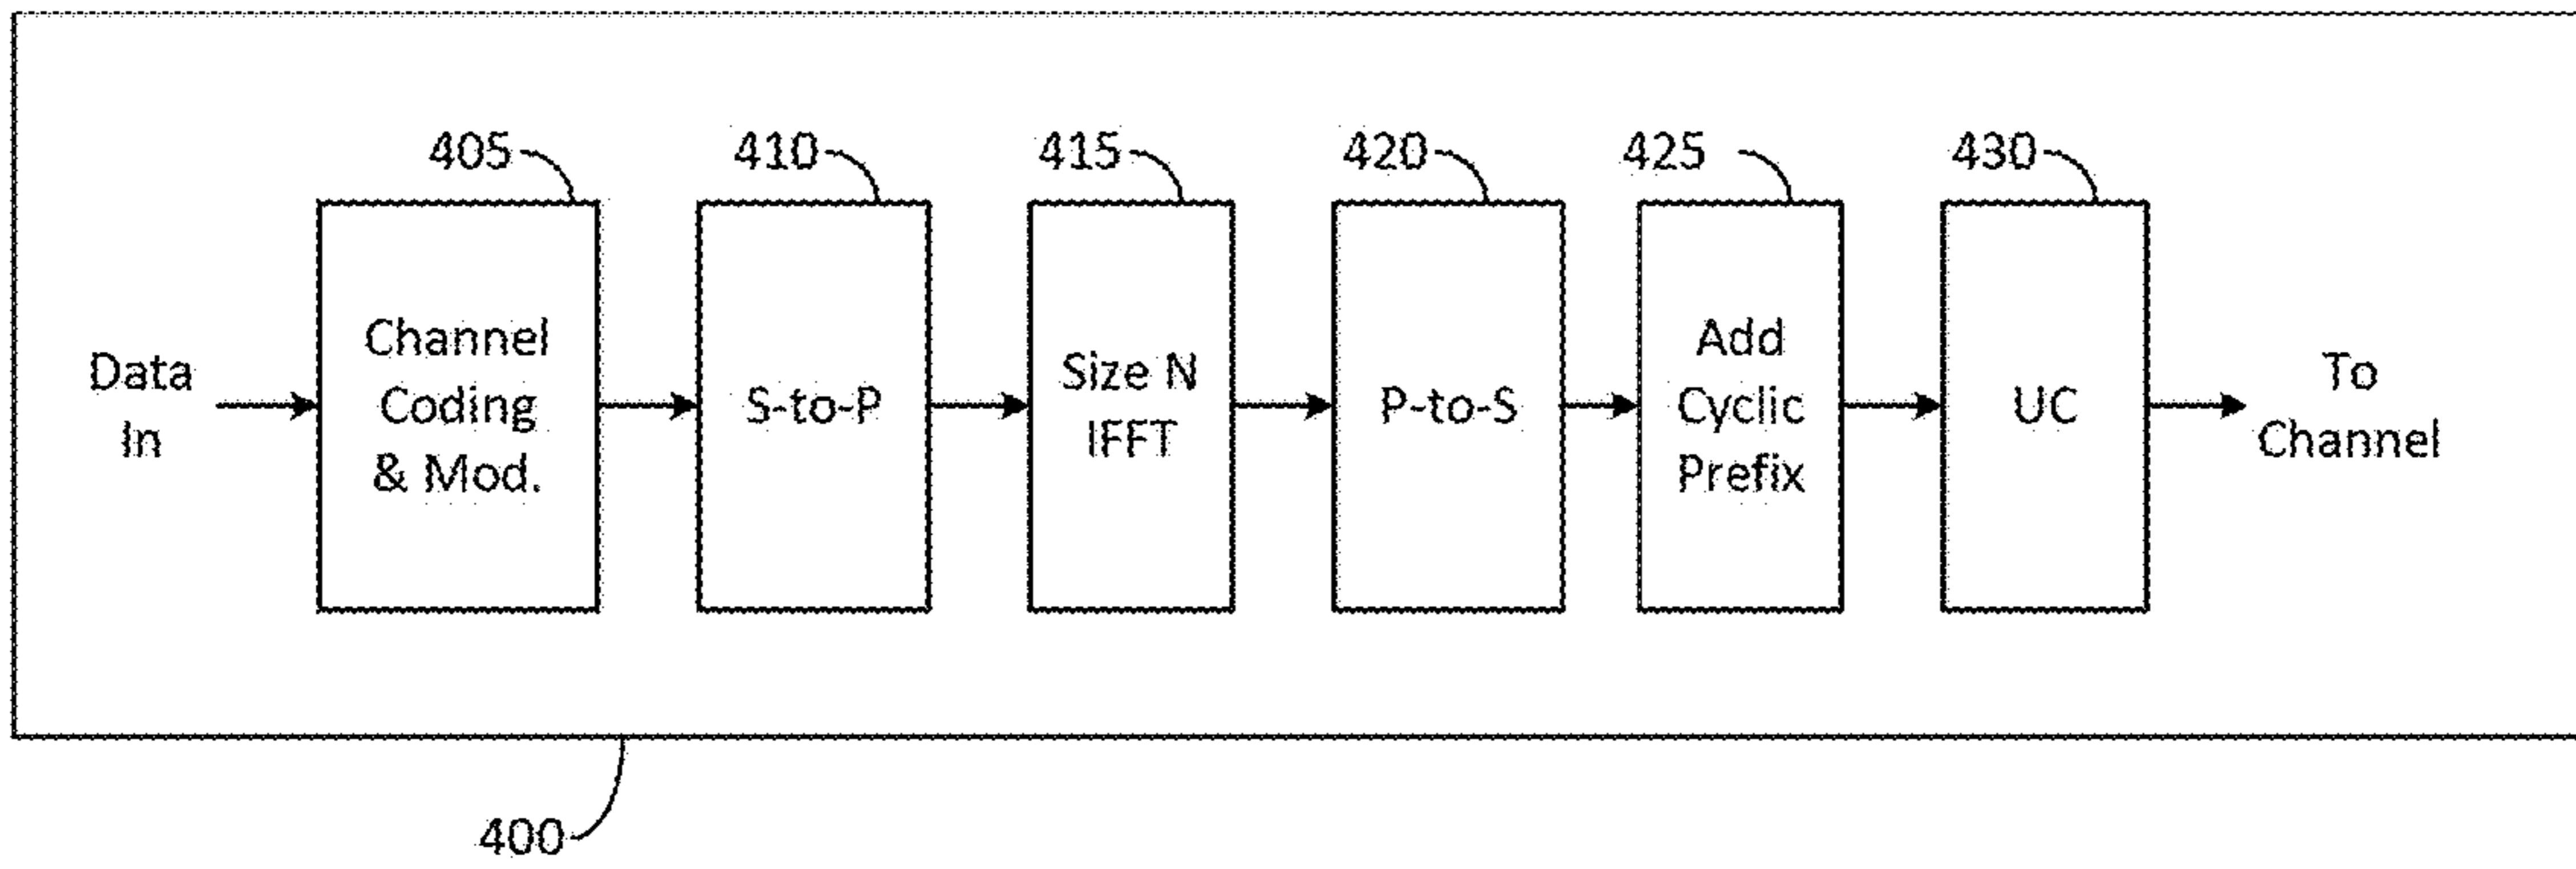 405
410
415
420
425
430
Data
In
Channel
Coding
& Mod.
S-to-P
Size N
IFFT
P-to-S
Add
Cyclic
Prefix
UC
To
Channel
400